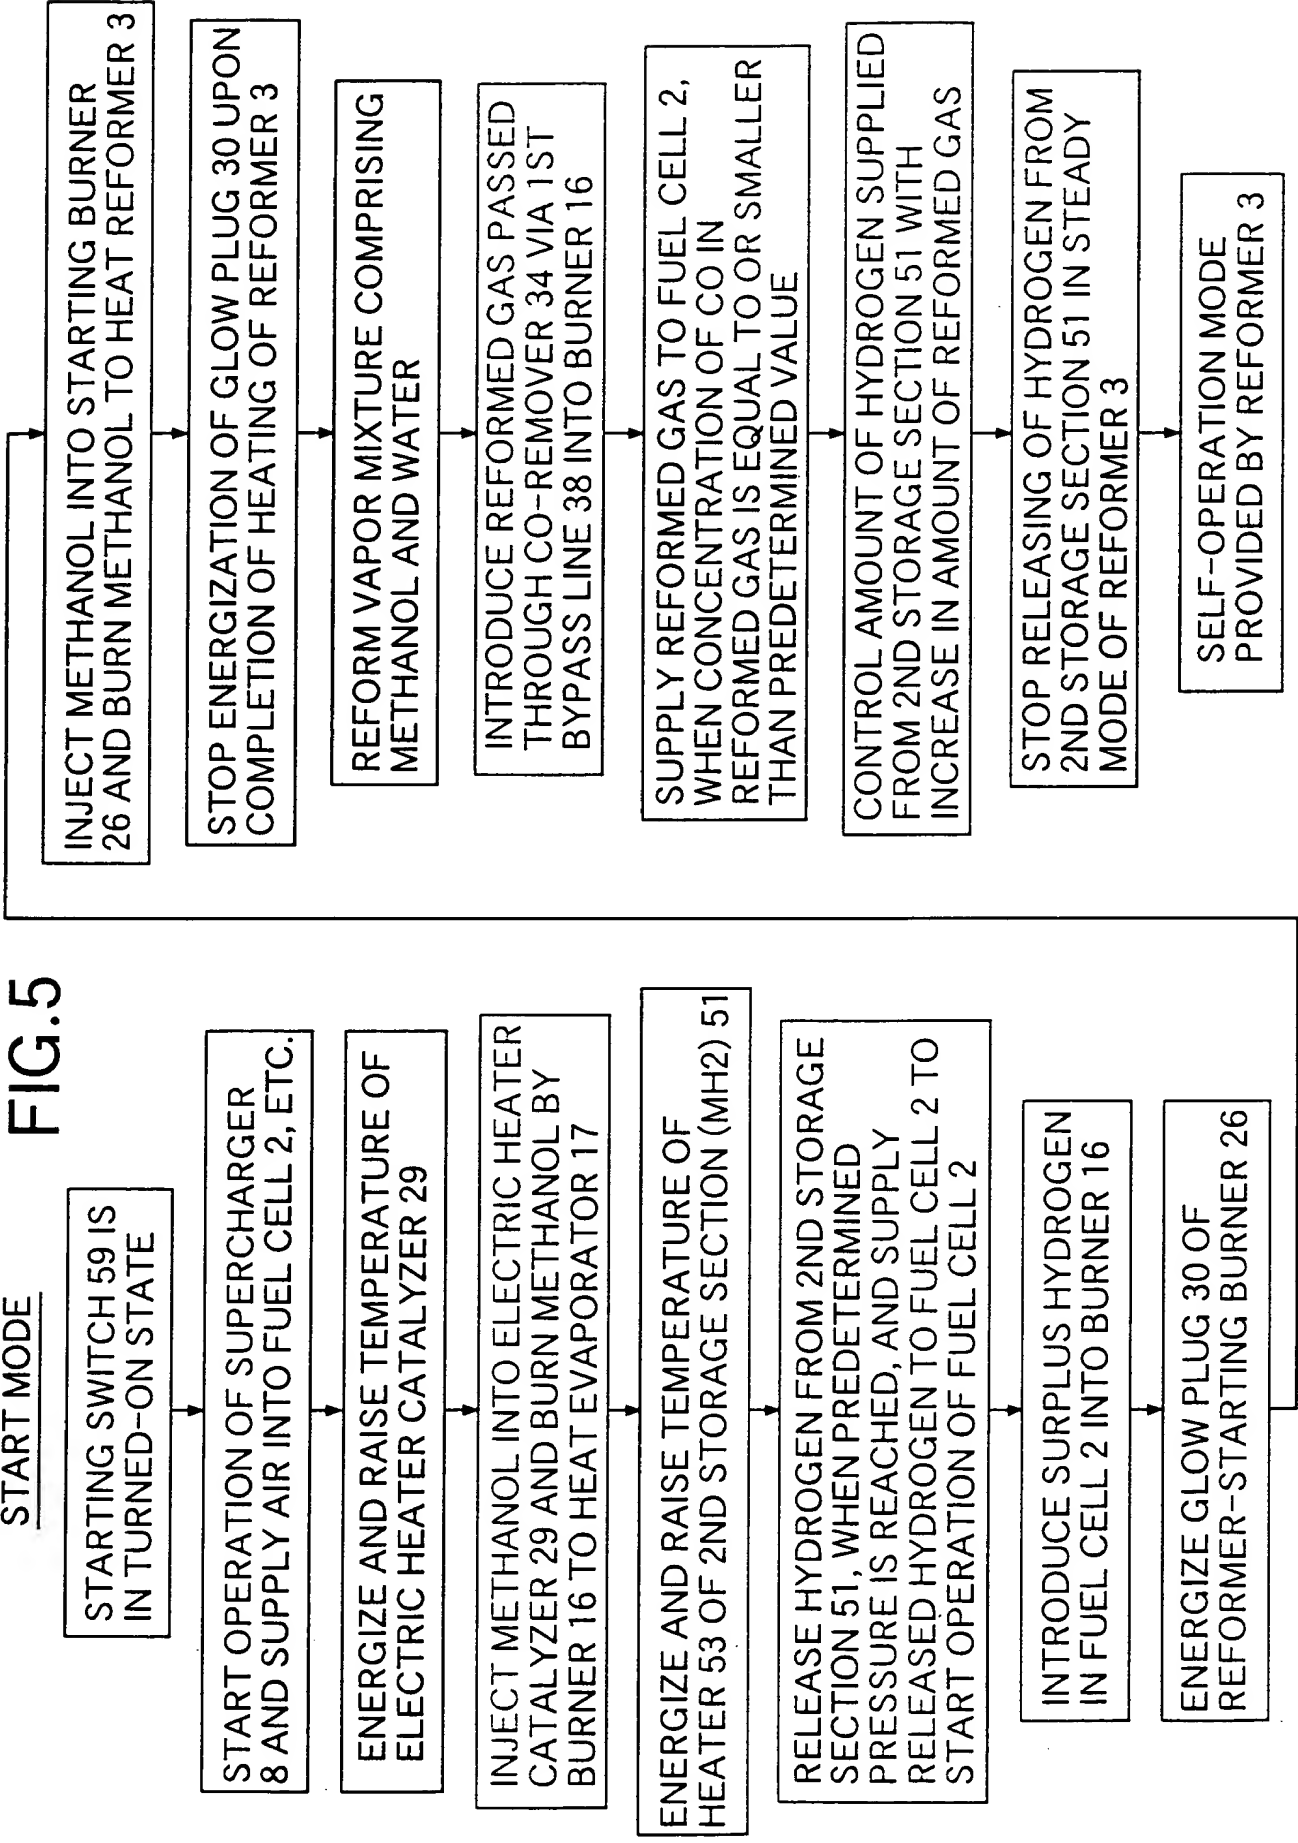 FIG.5
START MODE
STARTING SWITCH 59 IS
IN TURNED-ON STATE
START OPERATION OF SUPERCHARGER
8 AND SUPPLY AIR INTO FUEL CELL 2, ETC.
ENERGIZE AND RAISE TEMPERATURE OF
ELECTRIC HEATER CATALYZER 29
INJECT METHANOL INTO ELECTRIC HEATER
CATALYZER 29 AND BURN METHANOL BY
BURNER 16 TO HEAT EVAPORATOR 17
ENERGIZE AND RAISE TEMPERATURE OF
HEATER 53 OF 2ND STORAGE SECTION (MH2) 51
RELEASE HYDROGEN FROM 2ND STORAGE
SECTION 51, WHEN PREDETERMINED
PRESSURE IS REACHED, AND SUPPLY
RELEASED HYDROGEN TO FUEL CELL 2 TO
START OPERATION OF FUEL CELL 2
INTRODUCE SURPLUS HYDROGEN
IN FUEL CELL 2 INTO BURNER 16
ENERGIZE GLOW PLUG 30 OF
REFORMER-STARTING BURNER 26
INJECT METHANOL INTO STARTING BURNER
26 AND BURN METHANOL TO HEAT REFORMER 3
STOP ENERGIZATION OF GLOW PLUG 30 UPON
COMPLETION OF HEATING OF REFORMER 3
REFORM VAPOR MIXTURE COMPRISING
METHANOL AND WATER
INTRODUCE REFORMED GAS PASSED
THROUGH CO-REMOVER 34 VIA 1ST
BYPASS LINE 38 INTO BURNER 16
SUPPLY REFORMED GAS TO FUEL CELL 2,
WHEN CONCENTRATION OF CO IN
REFORMED GAS IS EQUAL TO OR SMALLER
THAN PREDETERMINED VALUE
CONTROL AMOUNT OF HYDROGEN SUPPLIED
FROM 2ND STORAGE SECTION 51 WITH
INCREASE IN AMOUNT OF REFORMED GAS
STOP RELEASING OF HYDROGEN FROM
2ND STORAGE SECTION 51 IN STEADY
MODE OF REFORMER 3
SELF-OPERATION MODE
PROVIDED BY REFORMER 3